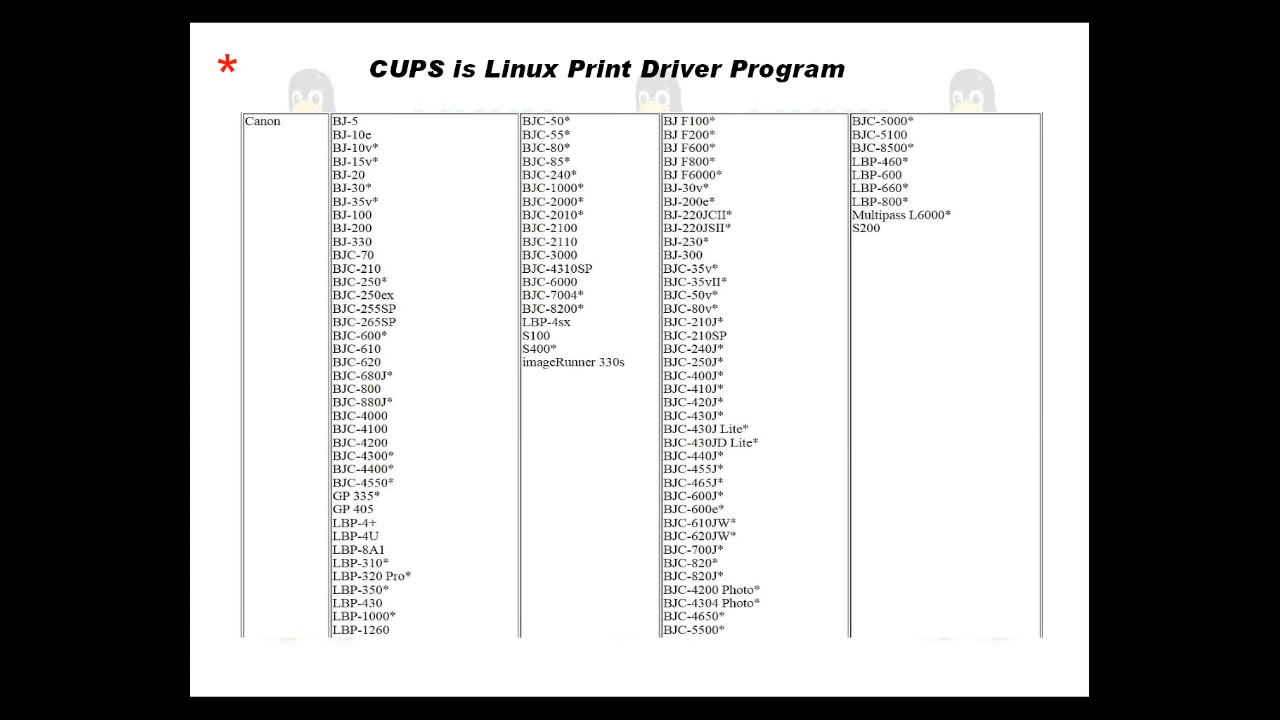 *
CUPS is Linux Print Driver Program
Canon
BJ-5
BJ-10e
BJ-10v*
BJ-15v*
BJ-20
BJ-30*
BJ-35v*
BJ-100
BJ-200
BJ-330
BJC-70
BJC-210
BJC-250*
BJC-250ex
BJC-255SP
BJC-265SP
BJC-600*
BJC-610
BJC-620
BJC-680J*
BJC-800
BJC-880J*
BJC-4000
BJC-4100
BJC-4200
BJC-4300*
BJC-4400*
BJC-4550*
GP 335*
GP 405
LBP-4+
LBP-4U
LBP-8A1
LBP-310*
LBP-320 Pro*
LBP-350*
LBP-430
LBP-1000*
LBP-1260
BJC-50*
BJC-55*
BJC-80*
BJC-85*
BJC-240*
BJC-1000*
BJC-2000*
BJC-2010*
BJC-2100
BJC-2110
BJC-3000
BJC-4310SP
BJC-6000
BJC-7004*
BJC-8200*
LBP-4sx
S100
S400*
imageRunner 330s
BJ F100*
BJ F200*
BJ F600*
BJ F800*
BJ F6000*
BJ-30v*
BJ-200e*
BJ-220JCII*
BJ-220JSII*
BJ-230*
BJ-300
BJC-35v*
BJC-35vII*
BJC-50v*
BJC-80v*
BJC-210J*
BJC-210SP
BJC-240J*
BJC-250J*
BJC-400J*
BJC-410J*
BJC-420J*
BJC-430J*
BJC-430J Lite*
BJC-430JD Lite*
BJC-440J*
BJC-455J*
BJC-465J*
BJC-600J*
BJC-600e*
BJC-610JW*
BJC-620JW*
BJC-700J*
BJC-820*
BJC-820J*
BJC-4200 Photo*
BJC-4304 Photo*
BJC-4650*
BJC-5500*
BJC-5000*
BJC-5100
BJC-8500*
LBP-460*
LBP-600
LBP-660*
LBP-800*
Multipass L6000*
S200